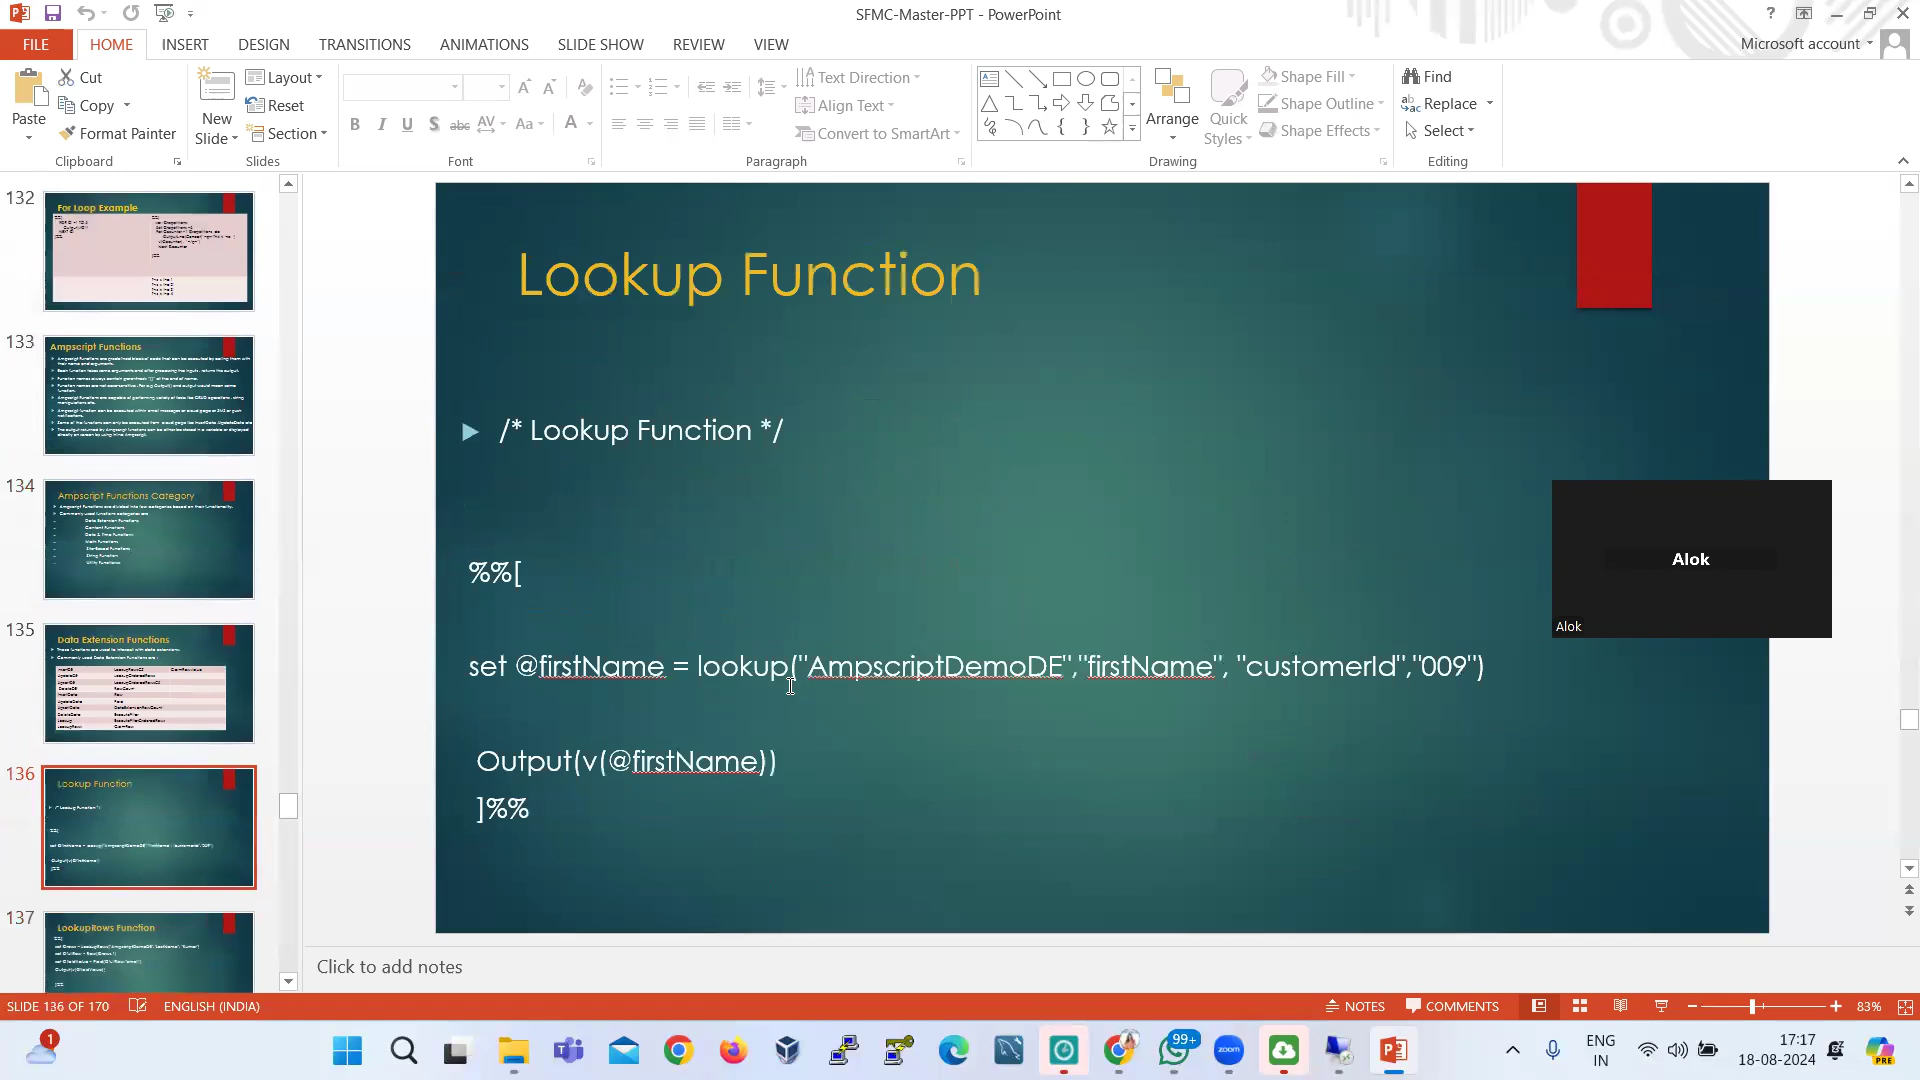 SFMC-Master-PPT - PowerPoint
FILE HOME INSERT DESIGN TRANSITIONS ANIMATIONS SLIDE SHOW REVIEW VIEW
Microsoft account
Paste
Cut
Copy
Format Painter
Clipboard
New Slide
Layout
Reset
Section
Slides
Font
Text Direction
Align Text
Convert to SmartArt
Paragraph
Arrange
Quick Styles
Shape Fill
Shape Outline
Shape Effects
Drawing
Find
Replace
Select
Editing
132
For Loop Example
133
Ampscript Functions
134
Ampscript Functions Category
135
Data Extension Functions
136
Lookup Function
137
LookupRows Function
Lookup Function
/* Lookup Function */
%%[
set @firstName = lookup("AmpscriptDemoDE","firstName", "customerId","009")
Output(v(@firstName))
]%%
Alok
Alok
Click to add notes
SLIDE 136 OF 170 ENGLISH (INDIA)
NOTES COMMENTS 83%
1
99+
zoom
ENG
IN
17:17
18-08-2024
PRE